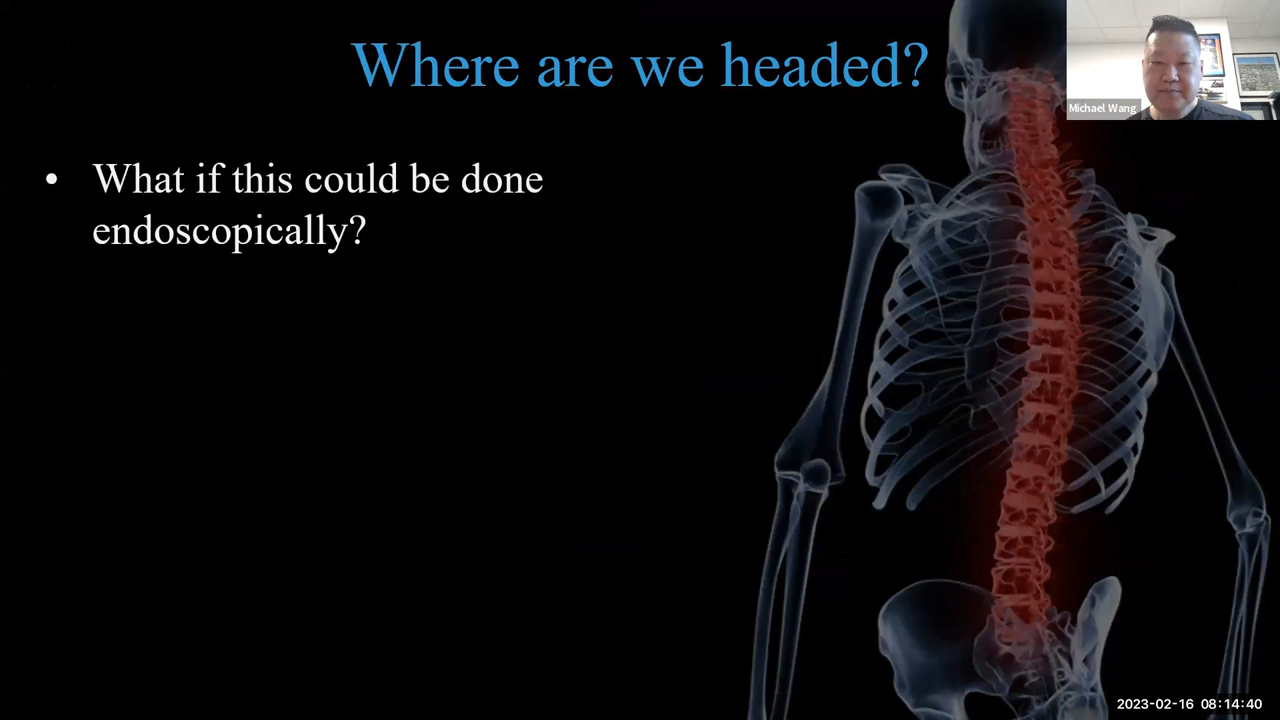 Where are we headed?
Michael Wang
• What if this could be done
endoscopically?
2023-02-16 08:14:40